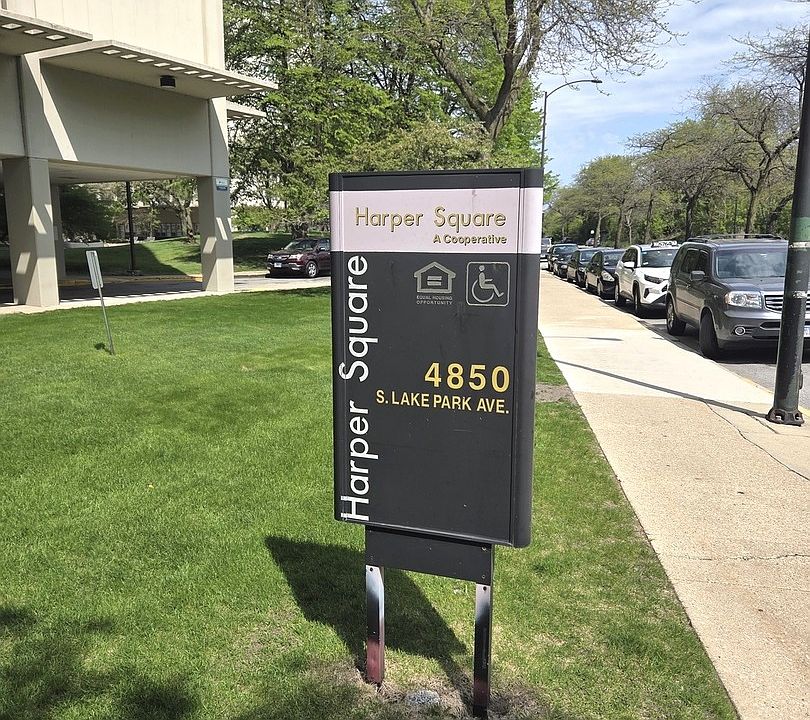 Harper Square
A Cooperative
Harper Square
EQUAL HOUSING
OPPORTUNITY
4850
S. LAKE PARK AVE.